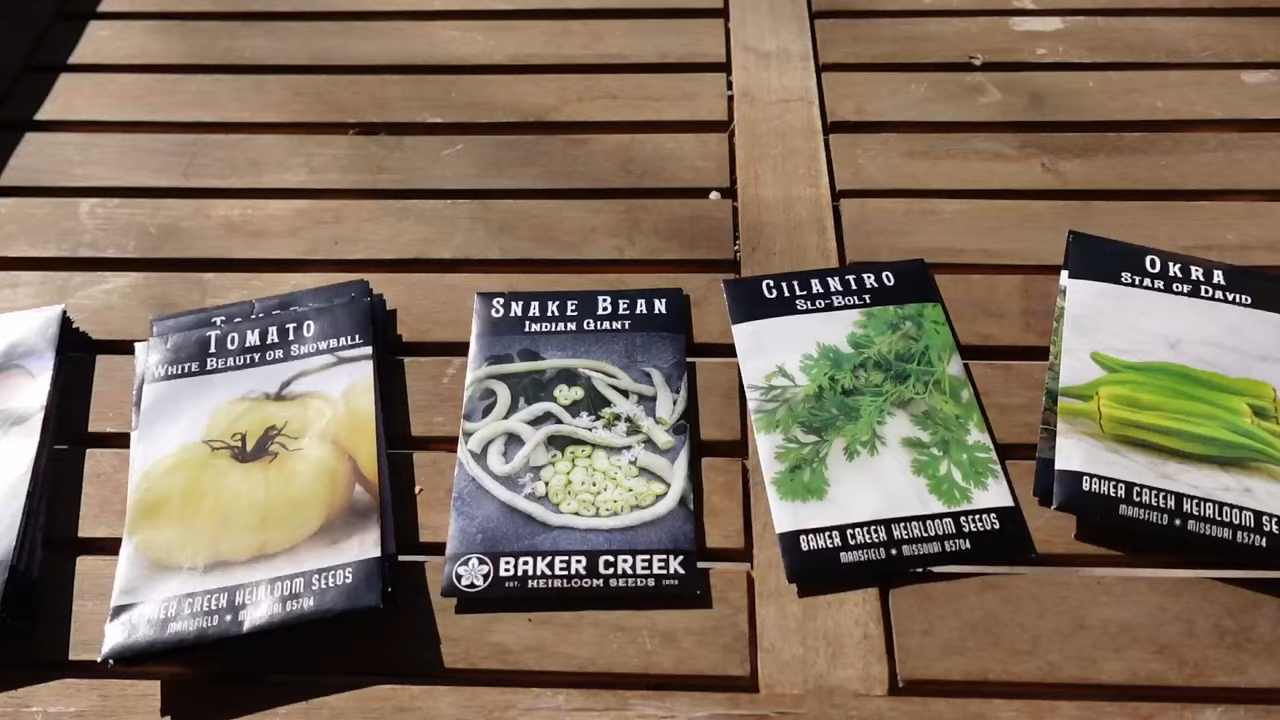 TOMATO
WHITE BEAUTY OR SNOWBALL
BAKER CREEK HEIRLOOM SEEDS
MANSFIELD * MISSOURI 65704
SNAKE BEAN
INDIAN GIANT
BAKER CREEK
EST. HEIRLOOM SEEDS 1998
CILANTRO
SLO-BOLT
BAKER CREEK HEIRLOOM SEEDS
MANSFIELD * MISSOURI 65704
OKRA
STAR OF DAVID
BAKER CREEK HEIRLOOM SE
MANSFIELD * MISSOURI 65704